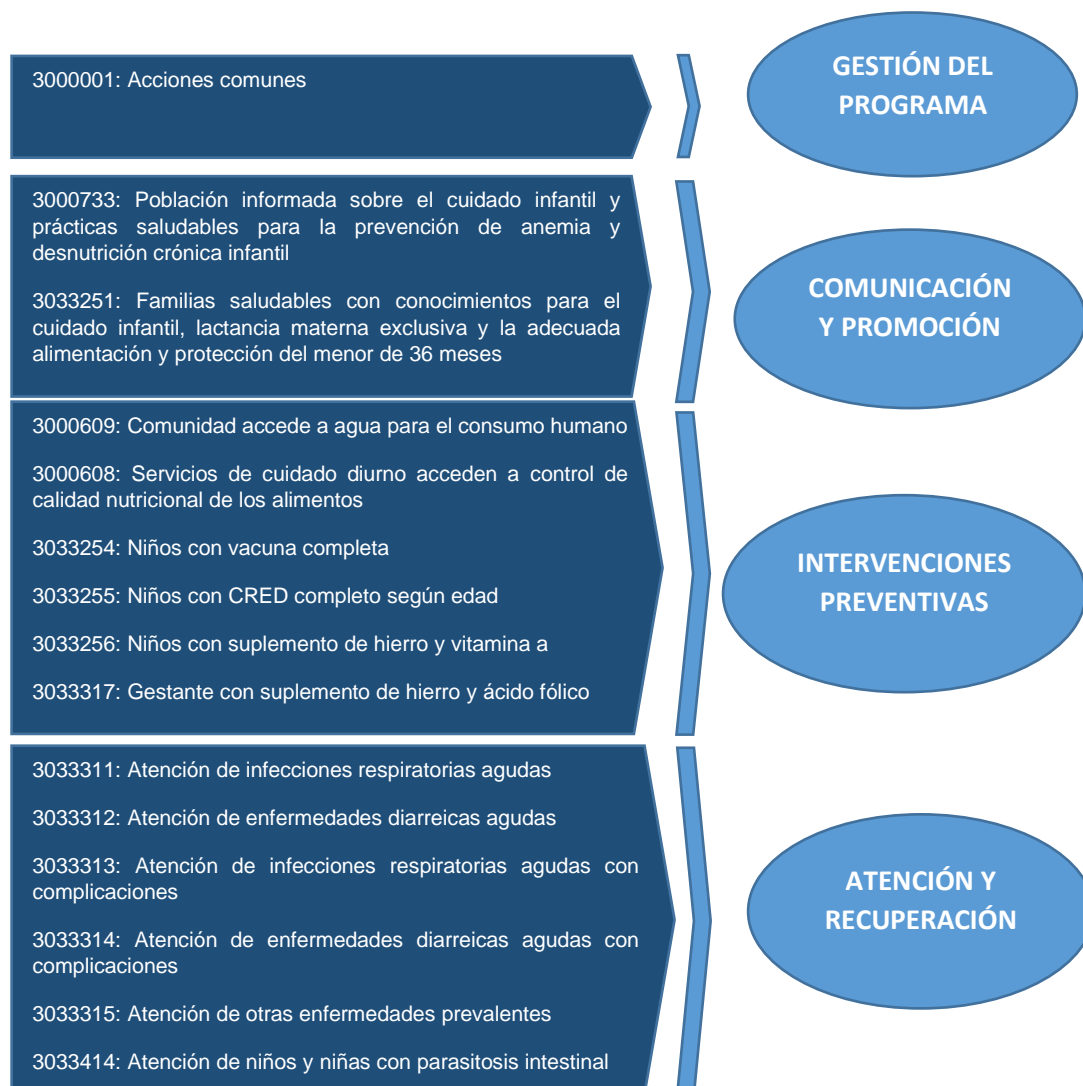 3000001: Acciones comunes
GESTIÓN DEL
PROGRAMA
3000733: Población informada sobre el cuidado infantil y
prácticas saludables para la prevención de anemia y
desnutrición crónica infantil
3033251: Familias saludables con conocimientos para el
cuidado infantil, lactancia materna exclusiva y la adecuada
alimentación y protección del menor de 36 meses
COMUNICACIÓN
Y PROMOCIÓN
3000609: Comunidad accede a agua para el consumo humano
3000608: Servicios de cuidado diurno acceden a control de
calidad nutricional de los alimentos
3033254: Niños con vacuna completa
3033255: Niños con CRED completo según edad
3033256: Niños con suplemento de hierro y vitamina a
3033317: Gestante con suplemento de hierro y ácido fólico
INTERVENCIONES
PREVENTIVAS
3033311: Atención de infecciones respiratorias agudas
3033312: Atención de enfermedades diarreicas agudas
3033313: Atención de infecciones respiratorias agudas con
complicaciones
3033314: Atención de enfermedades diarreicas agudas con
complicaciones
3033315: Atención de otras enfermedades prevalentes
3033414: Atención de niños y niñas con parasitosis intestinal
ATENCIÓN Y
RECUPERACIÓN